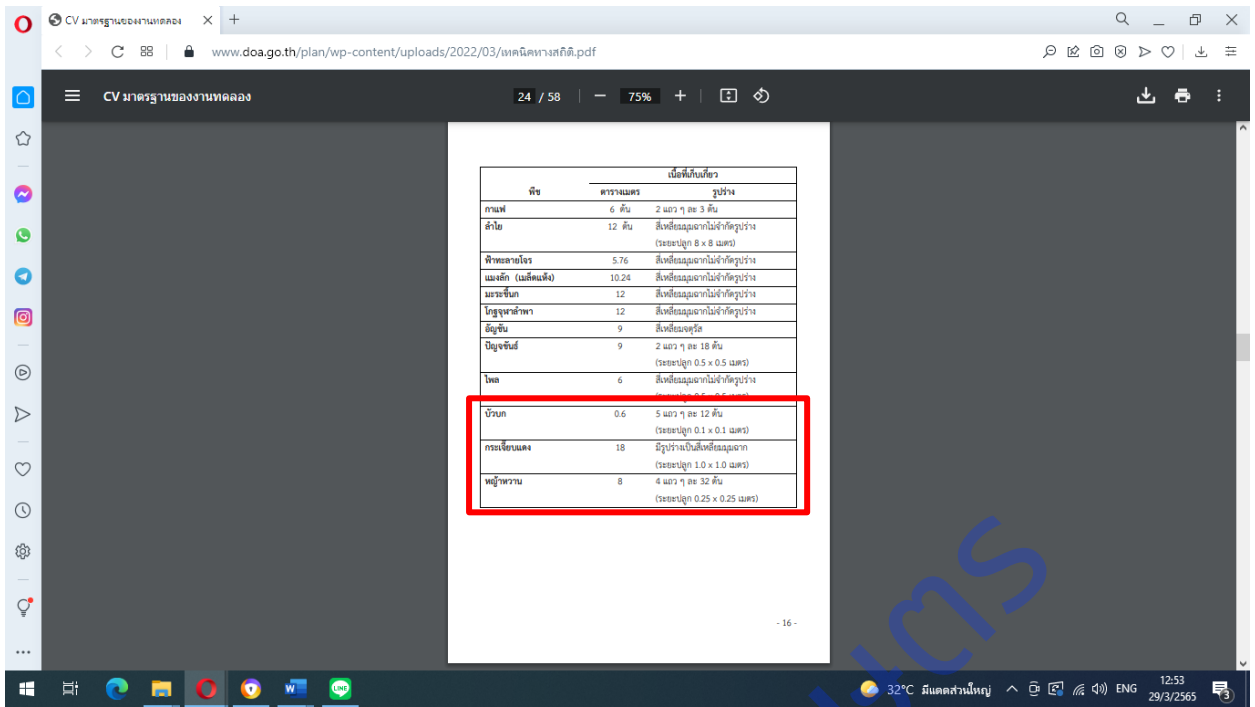 CV มาตรฐานของงานทดลอง
www.doa.go.th/plan/wp-content/uploads/2022/03/เทคนิคทางสถิติ.pdf
CV มาตรฐานของงานทดลอง 24 / 58 75%
เนื้อที่เก็บเกี่ยว
พืช ตารางเมตร รูปร่าง
กาแฟ 6 ต้น 2 แถว ๆ ละ 3 ต้น
ลำไย 12 ต้น สี่เหลี่ยมมุมฉากไม่จำกัดรูปร่าง
(ระยะปลูก 8 x 8 เมตร)
ฟ้าทะลายโจร 5.76 สี่เหลี่ยมมุมฉากไม่จำกัดรูปร่าง
แมงลัก (เมล็ดแห้ง) 10.24 สี่เหลี่ยมมุมฉากไม่จำกัดรูปร่าง
มะระขี้นก 12 สี่เหลี่ยมมุมฉากไม่จำกัดรูปร่าง
โกฐจุฬาลำพา 12 สี่เหลี่ยมมุมฉากไม่จำกัดรูปร่าง
อัญชัน 9 สี่เหลี่ยมจตุรัส
ปัญจขันธ์ 9 2 แถว ๆ ละ 18 ต้น
(ระยะปลูก 0.5 x 0.5 เมตร)
ไพล 6 สี่เหลี่ยมมุมฉากไม่จำกัดรูปร่าง
บัวบก 0.6 5 แถว ๆ ละ 12 ต้น
(ระยะปลูก 0.1 x 0.1 เมตร)
กระเจี๊ยบแดง 18 มีรูปร่างเป็นสี่เหลี่ยมมุมฉาก
(ระยะปลูก 1.0 x 1.0 เมตร)
หญ้าหวาน 8 4 แถว ๆ ละ 32 ต้น
(ระยะปลูก 0.25 x 0.25 เมตร)
- 16 -
32°C มีแดดส่วนใหญ่ ENG 12:53
29/3/2565